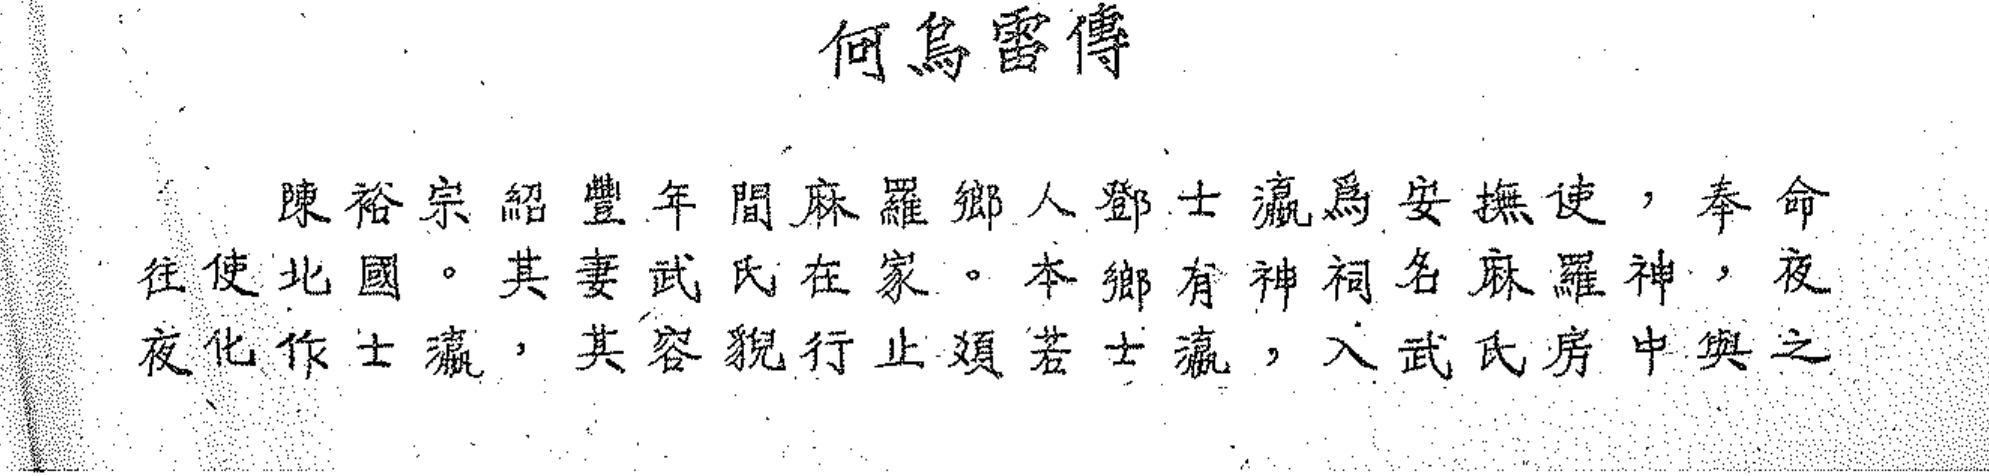 何烏雷傳
陳裕宗紹豐年間麻羅鄉人鄧士瀛爲安撫使，奉命
往使北國。其妻武氏在家。本鄉有神祠名麻羅神，夜
夜化作士瀛，其容貌行止頗若士瀛，入武氏房中與之